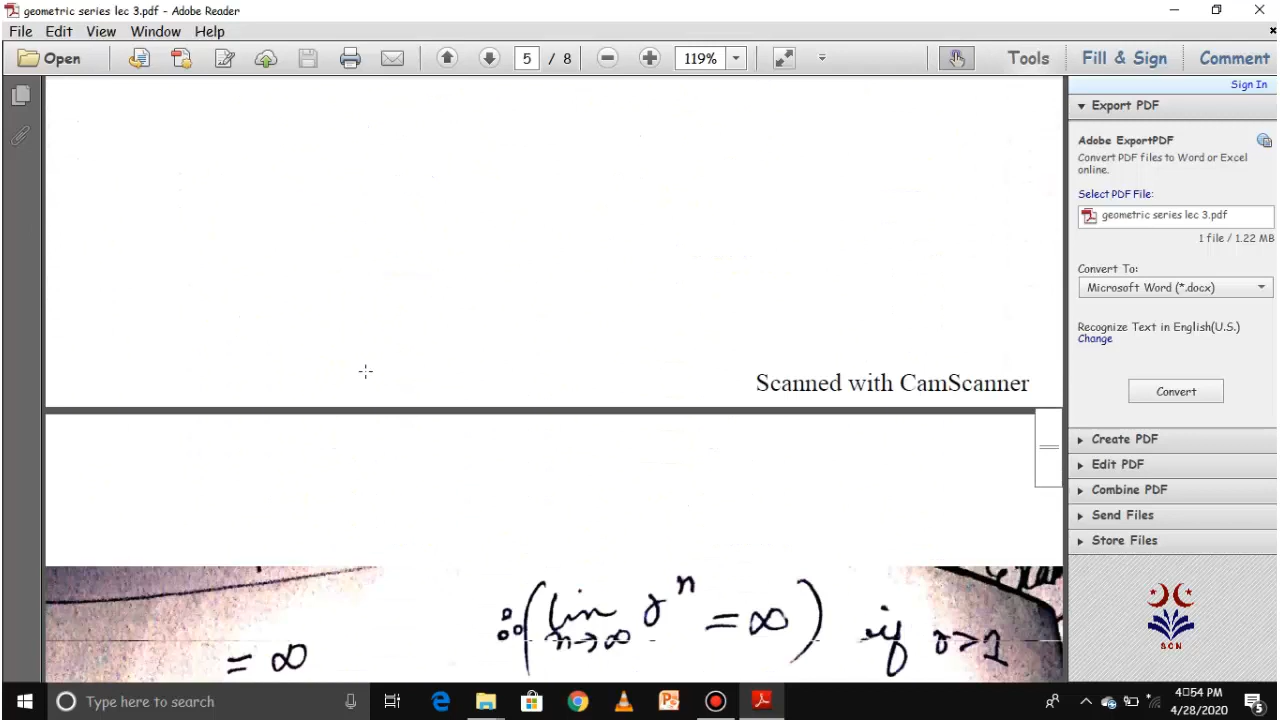 geometric series lec 3.pdf - Adobe Reader
File Edit View Window Help
Open 5 / 8 119% Tools Fill & Sign Comment
Sign In
Export PDF
Adobe ExportPDF
Convert PDF files to Word or Excel
online.
Select PDF File:
geometric series lec 3.pdf
1 file / 1.22 MB
Convert To:
Microsoft Word (*.docx)
Recognize Text in English(U.S.)
Change
Convert
Create PDF
Edit PDF
Combine PDF
Send Files
Store Files
Scanned with CamScanner
∵ (lim n→∞ r^n = ∞) if r>1
= ∞
SCN
Type here to search
4:54 PM
4/28/2020
5